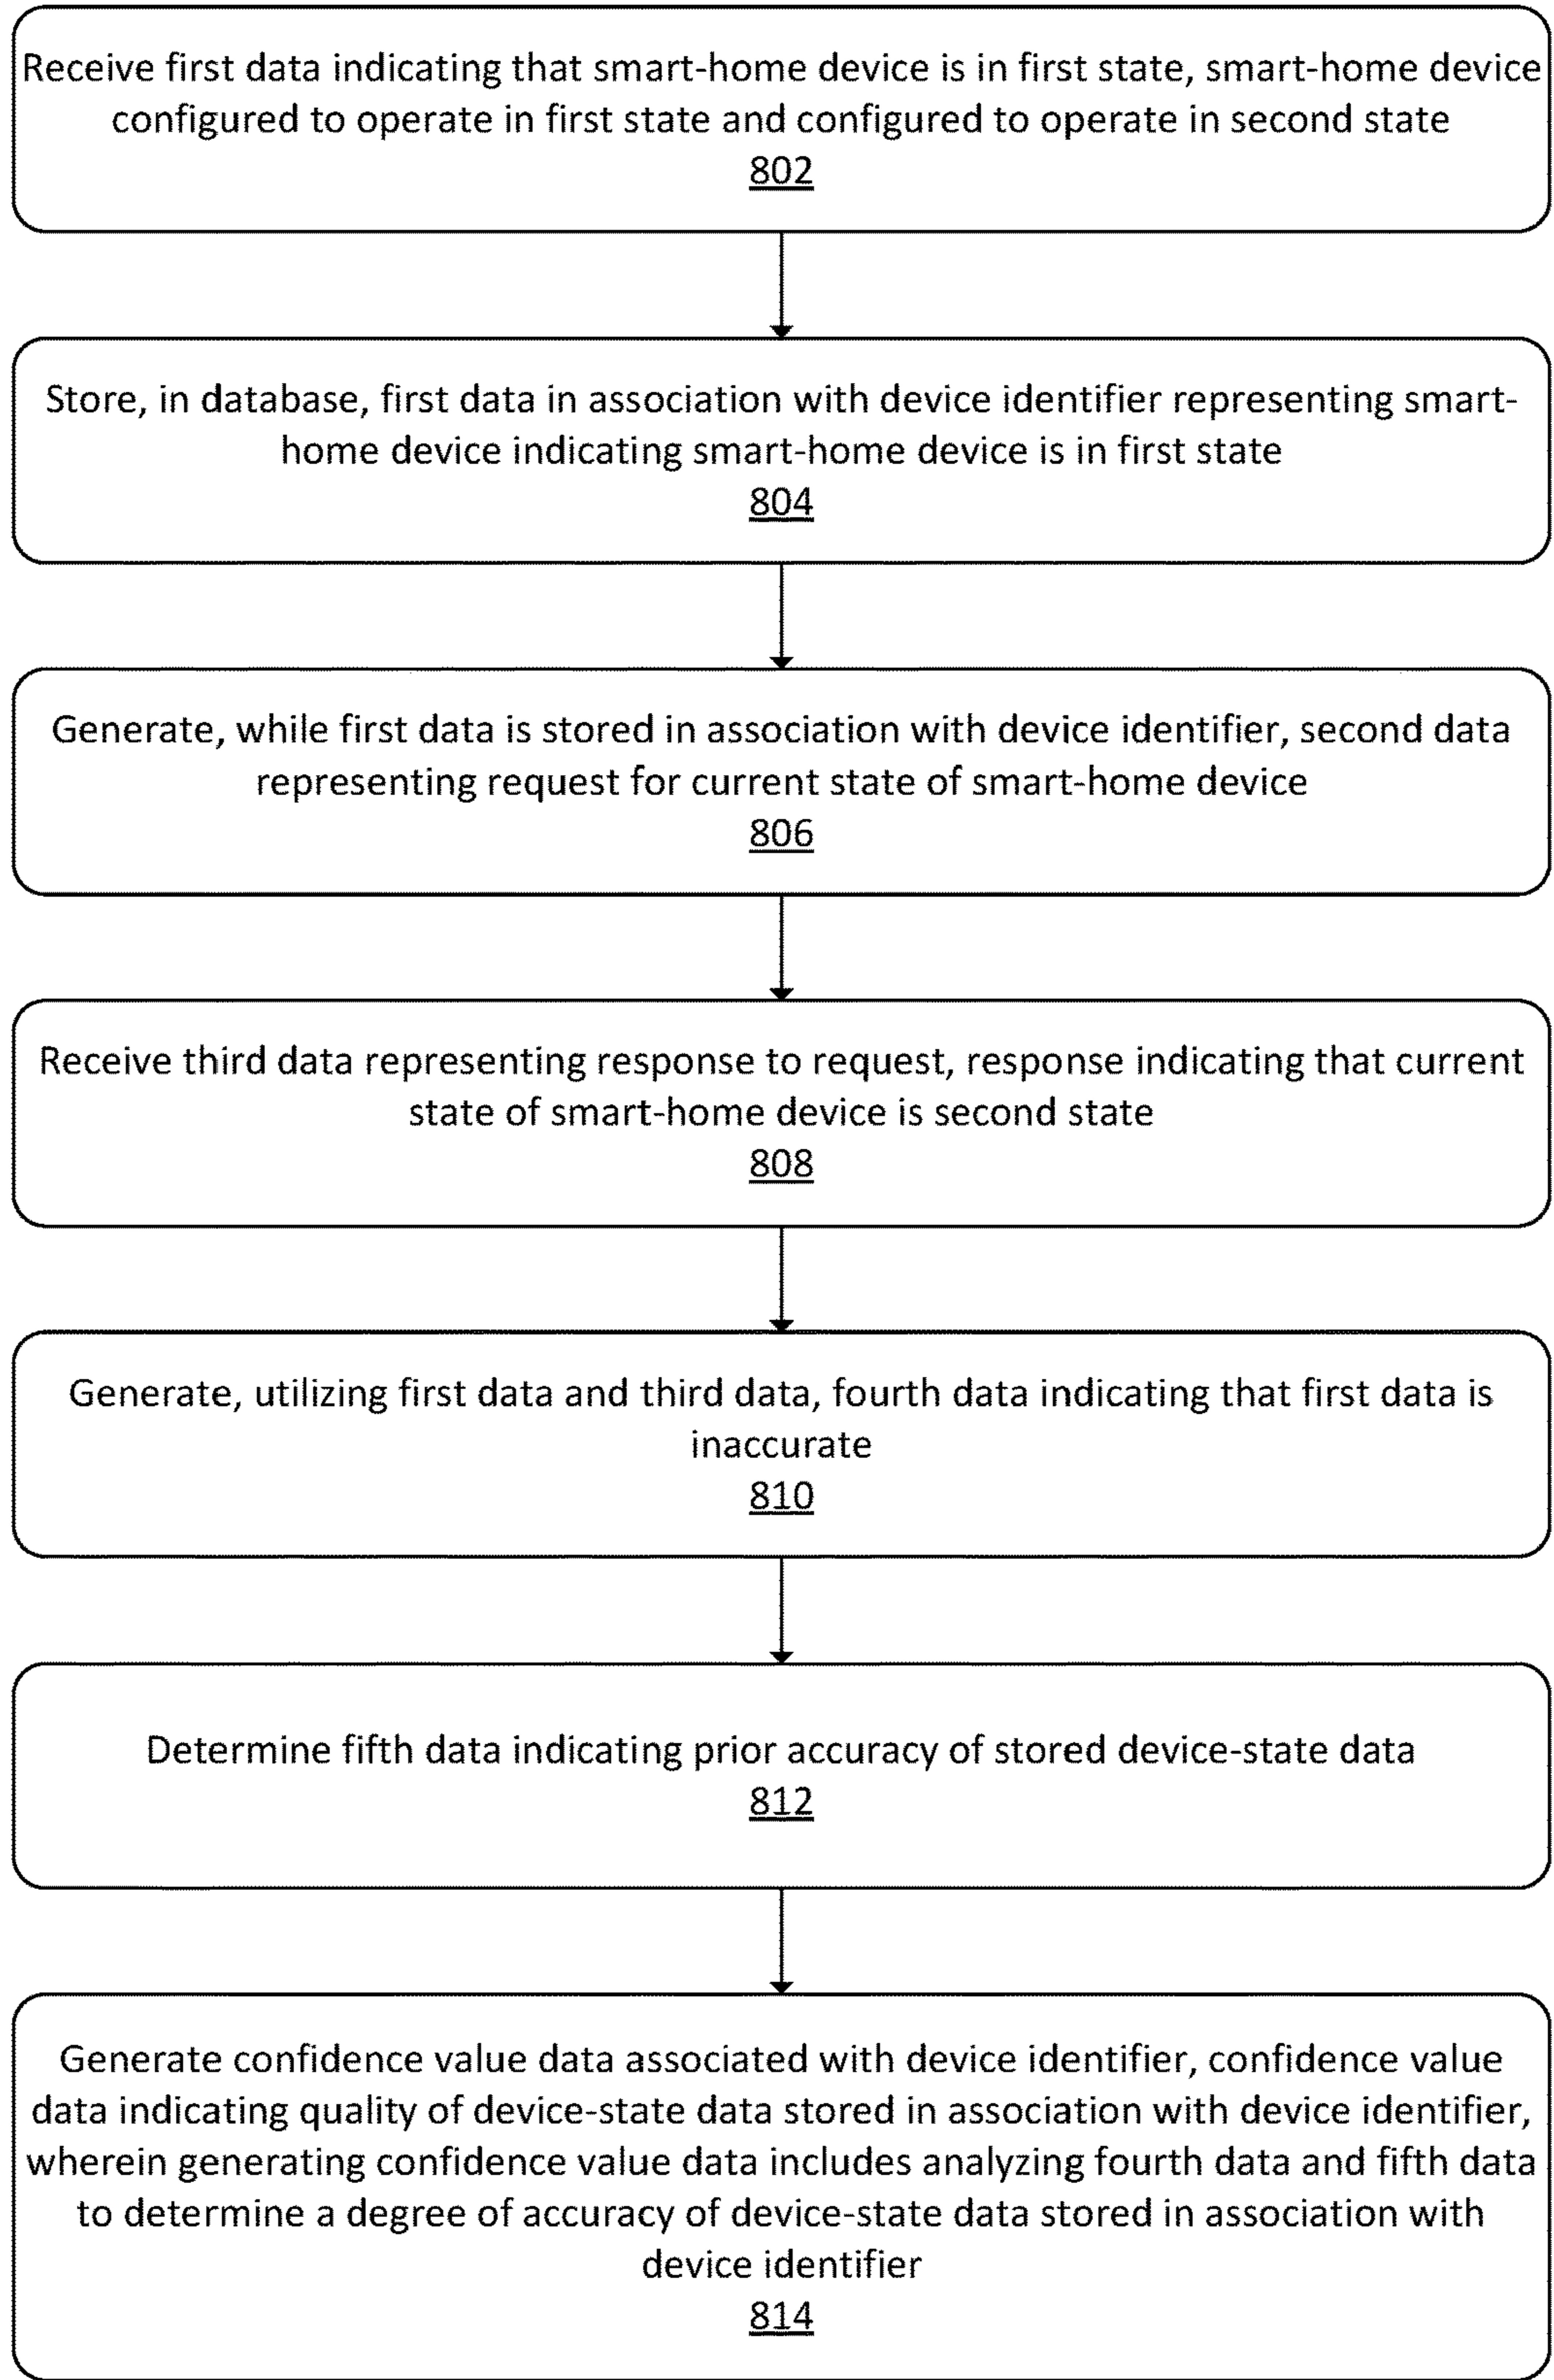 Receive first data indicating that smart-home device is in first state, smart-home device
configured to operate in first state and configured to operate in second state
802
Store, in database, first data in association with device identifier representing smart-
home device indicating smart-home device is in first state
804
Generate, while first data is stored in association with device identifier, second data
representing request for current state of smart-home device
806
Receive third data representing response to request, response indicating that current
state of smart-home device is second state
808
Generate, utilizing first data and third data, fourth data indicating that first data is
inaccurate
810
Determine fifth data indicating prior accuracy of stored device-state data
812
Generate confidence value data associated with device identifier, confidence value
data indicating quality of device-state data stored in association with device identifier,
wherein generating confidence value data includes analyzing fourth data and fifth data
to determine a degree of accuracy of device-state data stored in association with
device identifier
814